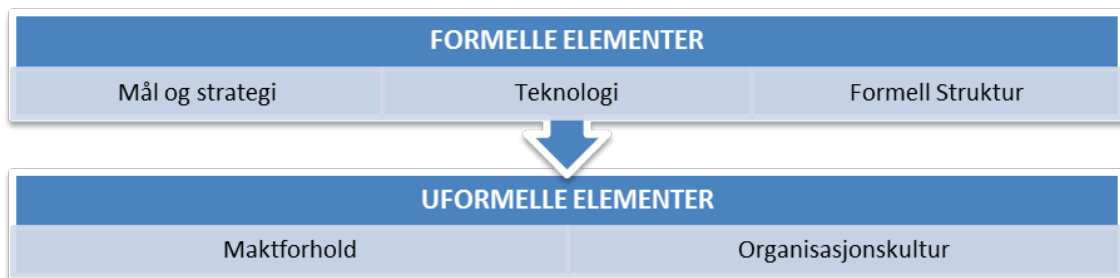 FORMELLE ELEMENTER
Mål og strategi Teknologi Formell Struktur
UFORMELLE ELEMENTER
Maktforhold Organisasjonskultur